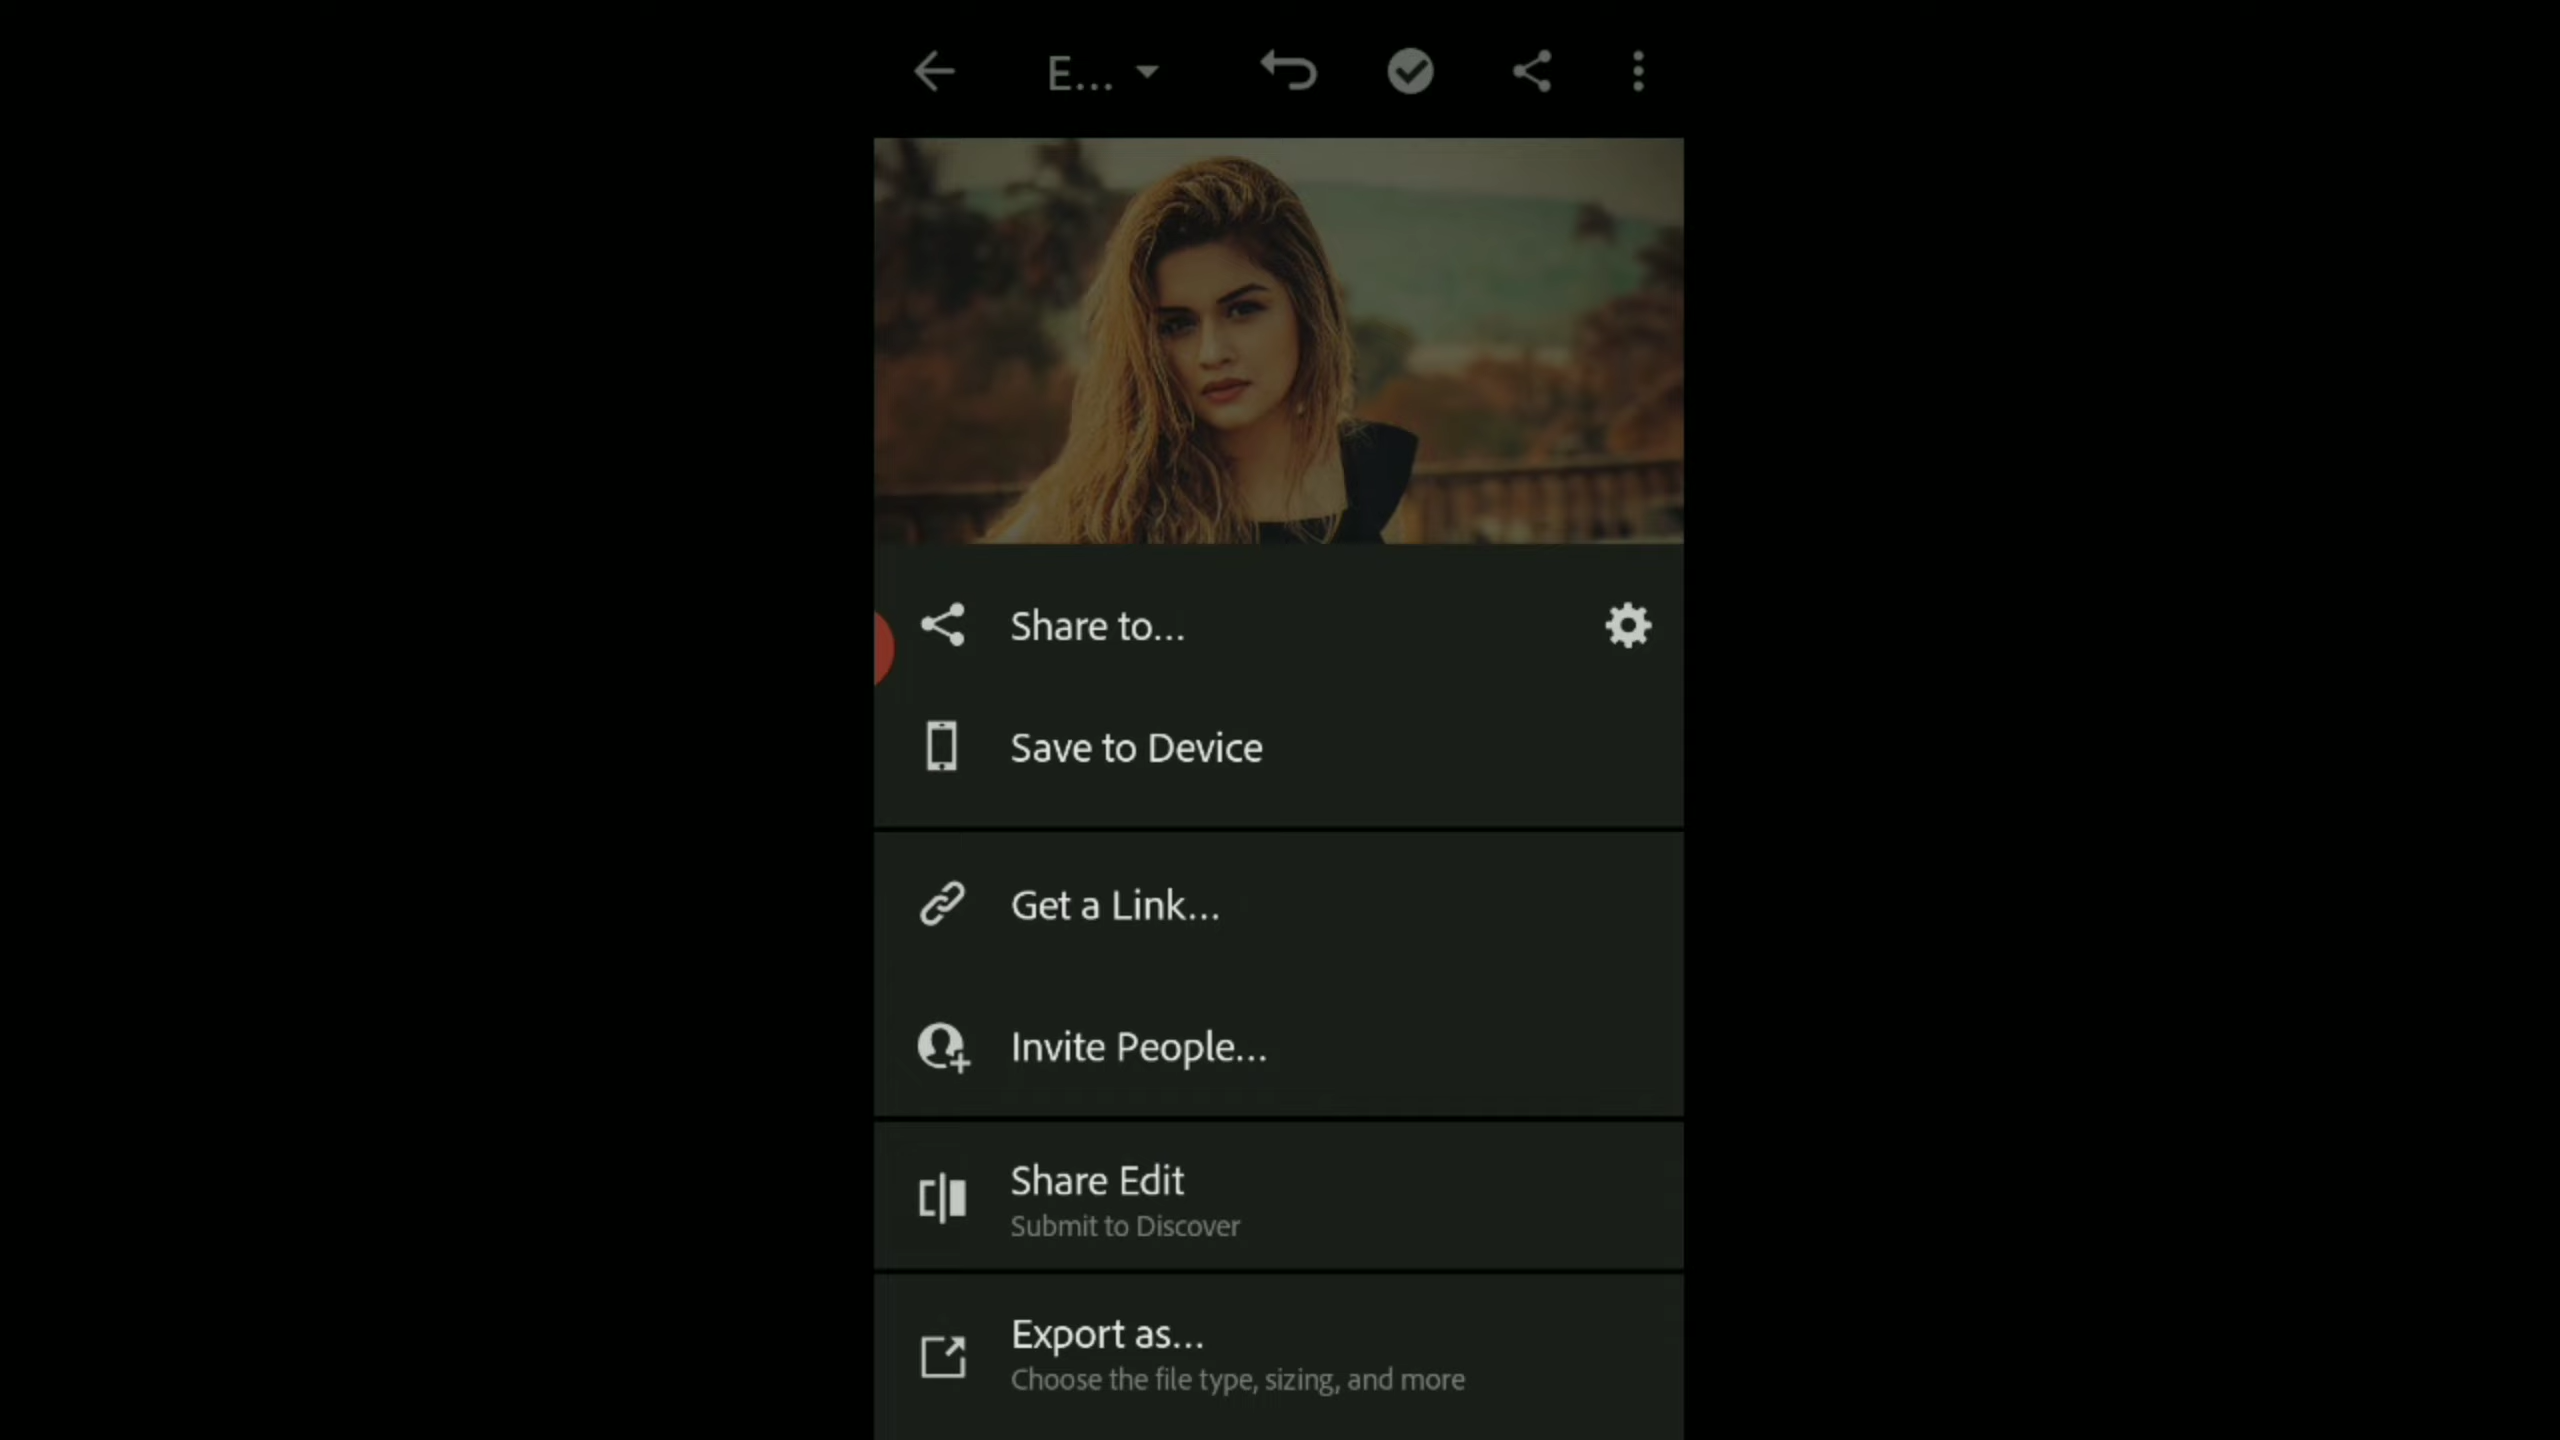 E...
Share to...
Save to Device
Get a Link...
Invite People...
Share Edit
Submit to Discover
Export as...
Choose the file type, sizing, and more